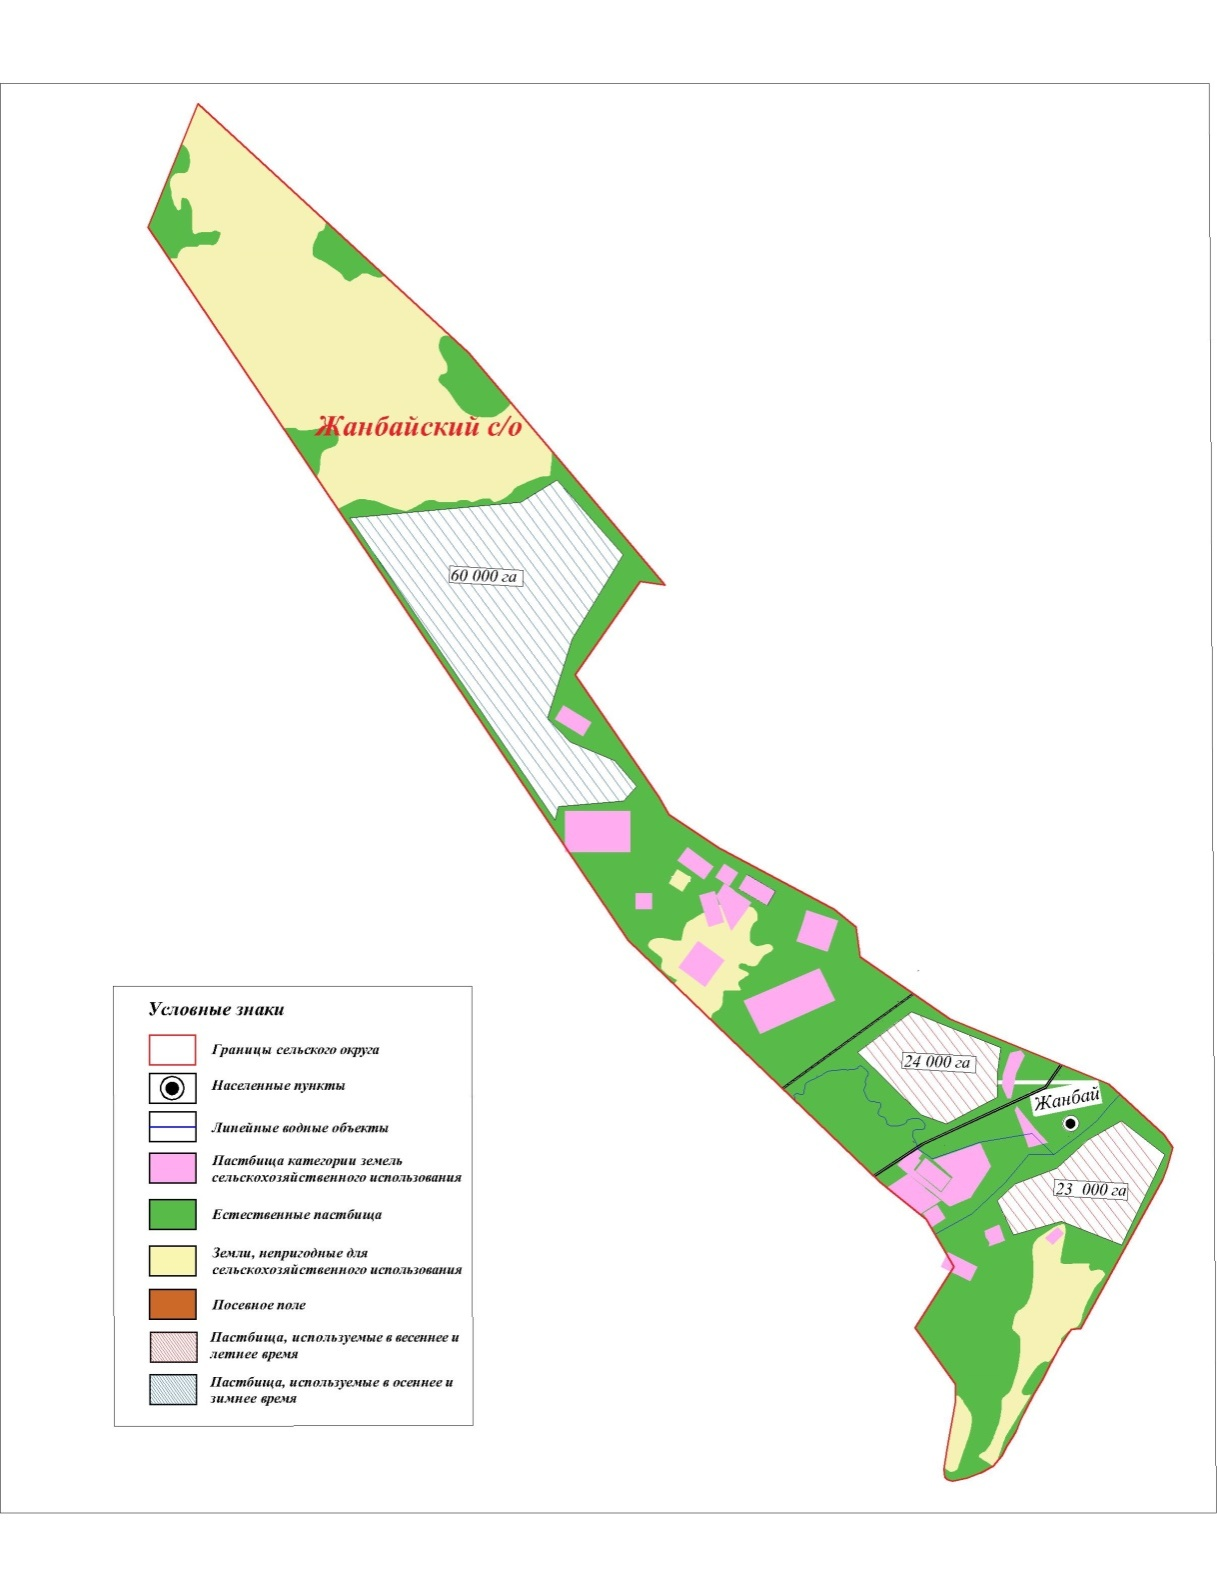 Жанбайский с/о
60 000 га
24 000 га
Жанбай
23 000 га
Условные знаки
Границы сельского округа
Населенные пункты
Линейные водные объекты
Пастбища категории земель
сельскохозяйственного использования
Естественные пастбища
Земли, непригодные для
сельскохозяйственного использования
Посевное поле
Пастбища, используемые в весеннее и
летнее время
Пастбища, используемые в осеннее и
зимнее время